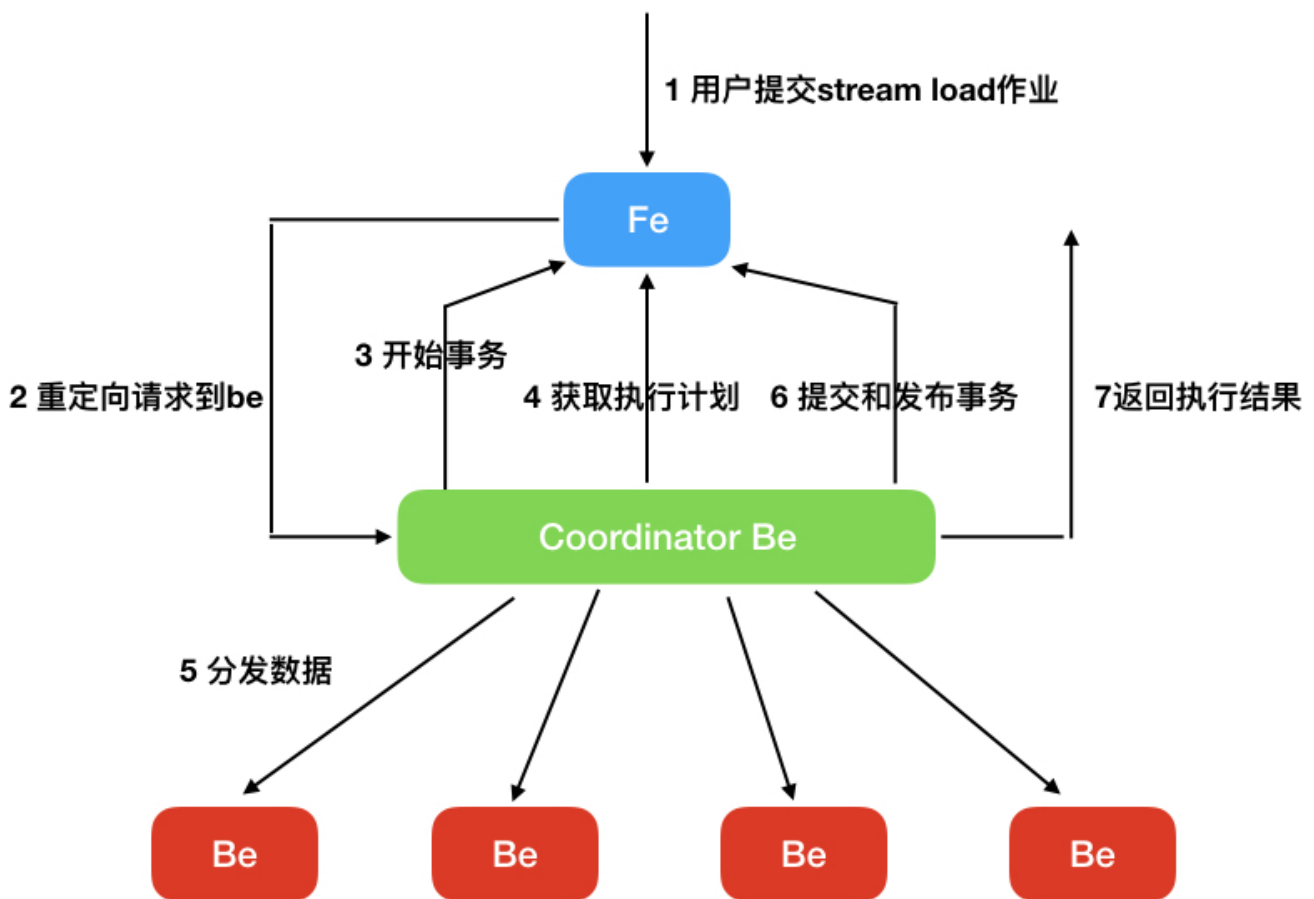 1 用户提交stream load作业
Fe
3 开始事务
2 重定向请求到be
4 获取执行计划
6 提交和发布事务
7返回执行结果
Coordinator Be
5 分发数据
Be
Be
Be
Be